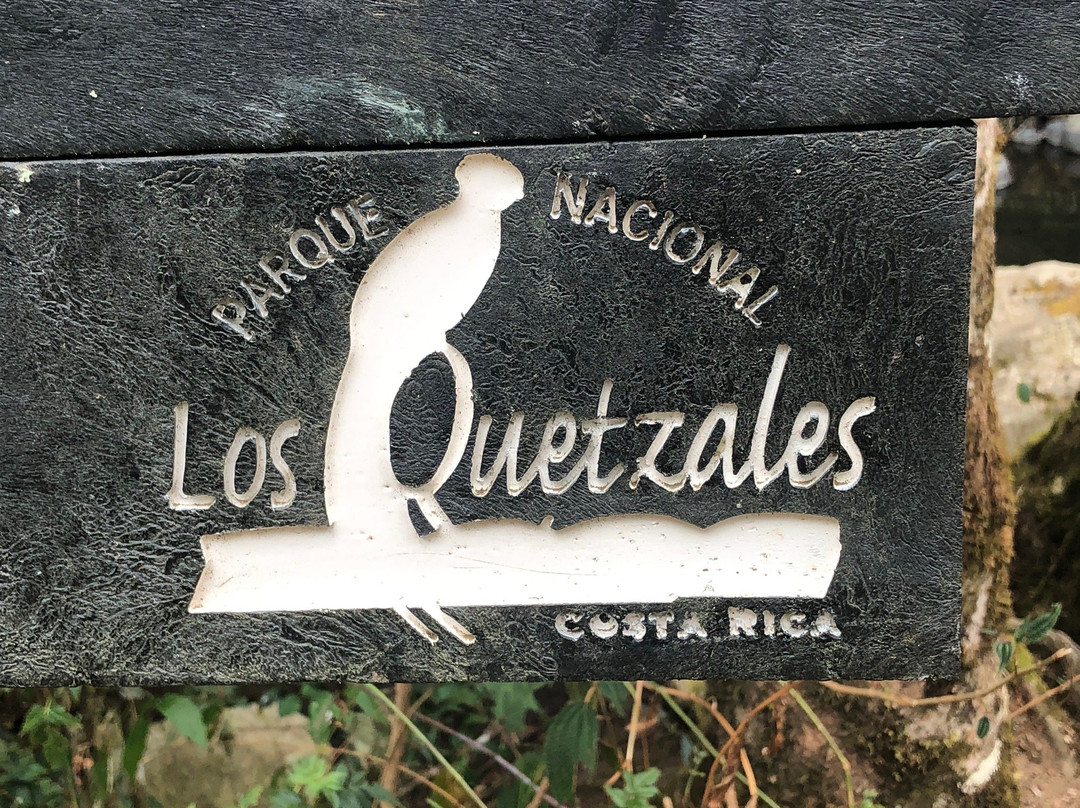 PARQUE NACIONAL
Los Quetzales
COSTA RICA